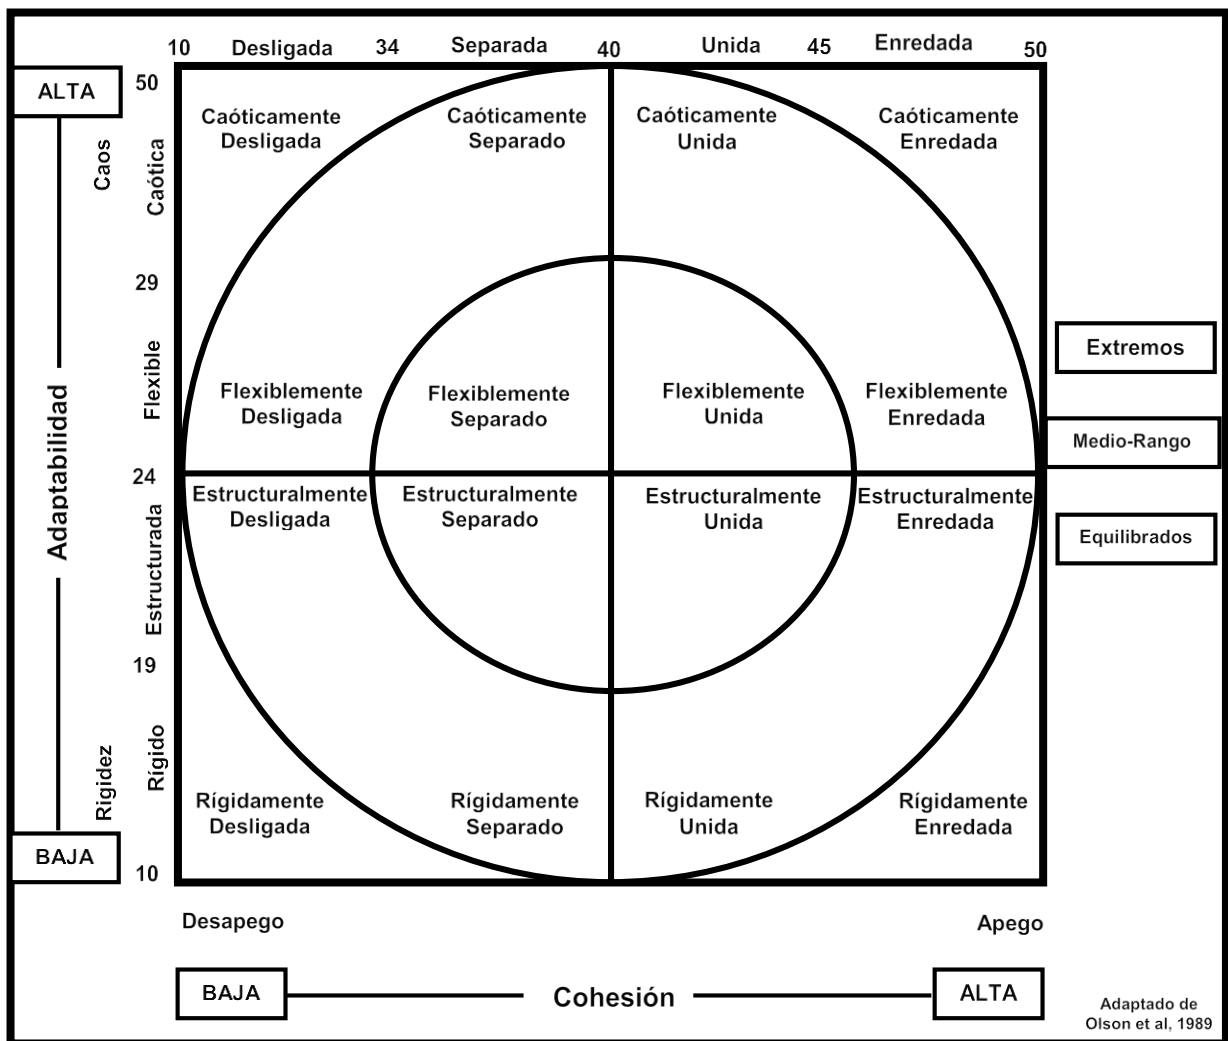 10 Desligada 34 Separada 40 Unida 45 Enredada 50
ALTA
50
Caos
Caótica
Caóticamente
Desligada
Caóticamente
Separado
Caóticamente
Unida
Caóticamente
Enredada
29
Flexible
Adaptabilidad
Flexiblemente
Desligada
Flexiblemente
Separado
Flexiblemente
Unida
Flexiblemente
Enredada
Extremos
Medio-Rango
Equilibrados
24
Estructurada
Estructuralmente
Desligada
Estructuralmente
Separado
Estructuralmente
Unida
Estructuralmente
Enredada
19
Rigidez
Rígido
Rígidamente
Desligada
Rígidamente
Separado
Rígidamente
Unida
Rígidamente
Enredada
BAJA
10
Desapego
Apego
BAJA
Cohesión
ALTA
Adaptado de
Olson et al, 1989